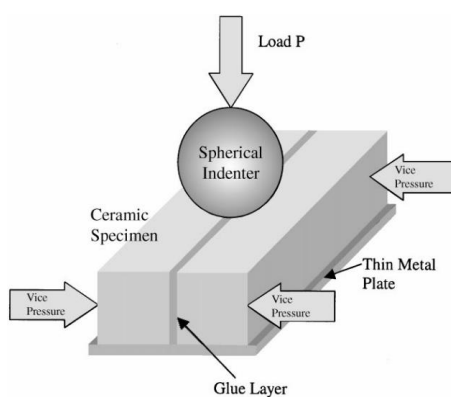 Load P
Spherical
Indenter
Vice
Pressure
Ceramic
Specimen
Thin Metal
Plate
Vice
Pressure
Vice
Pressure
Glue Layer